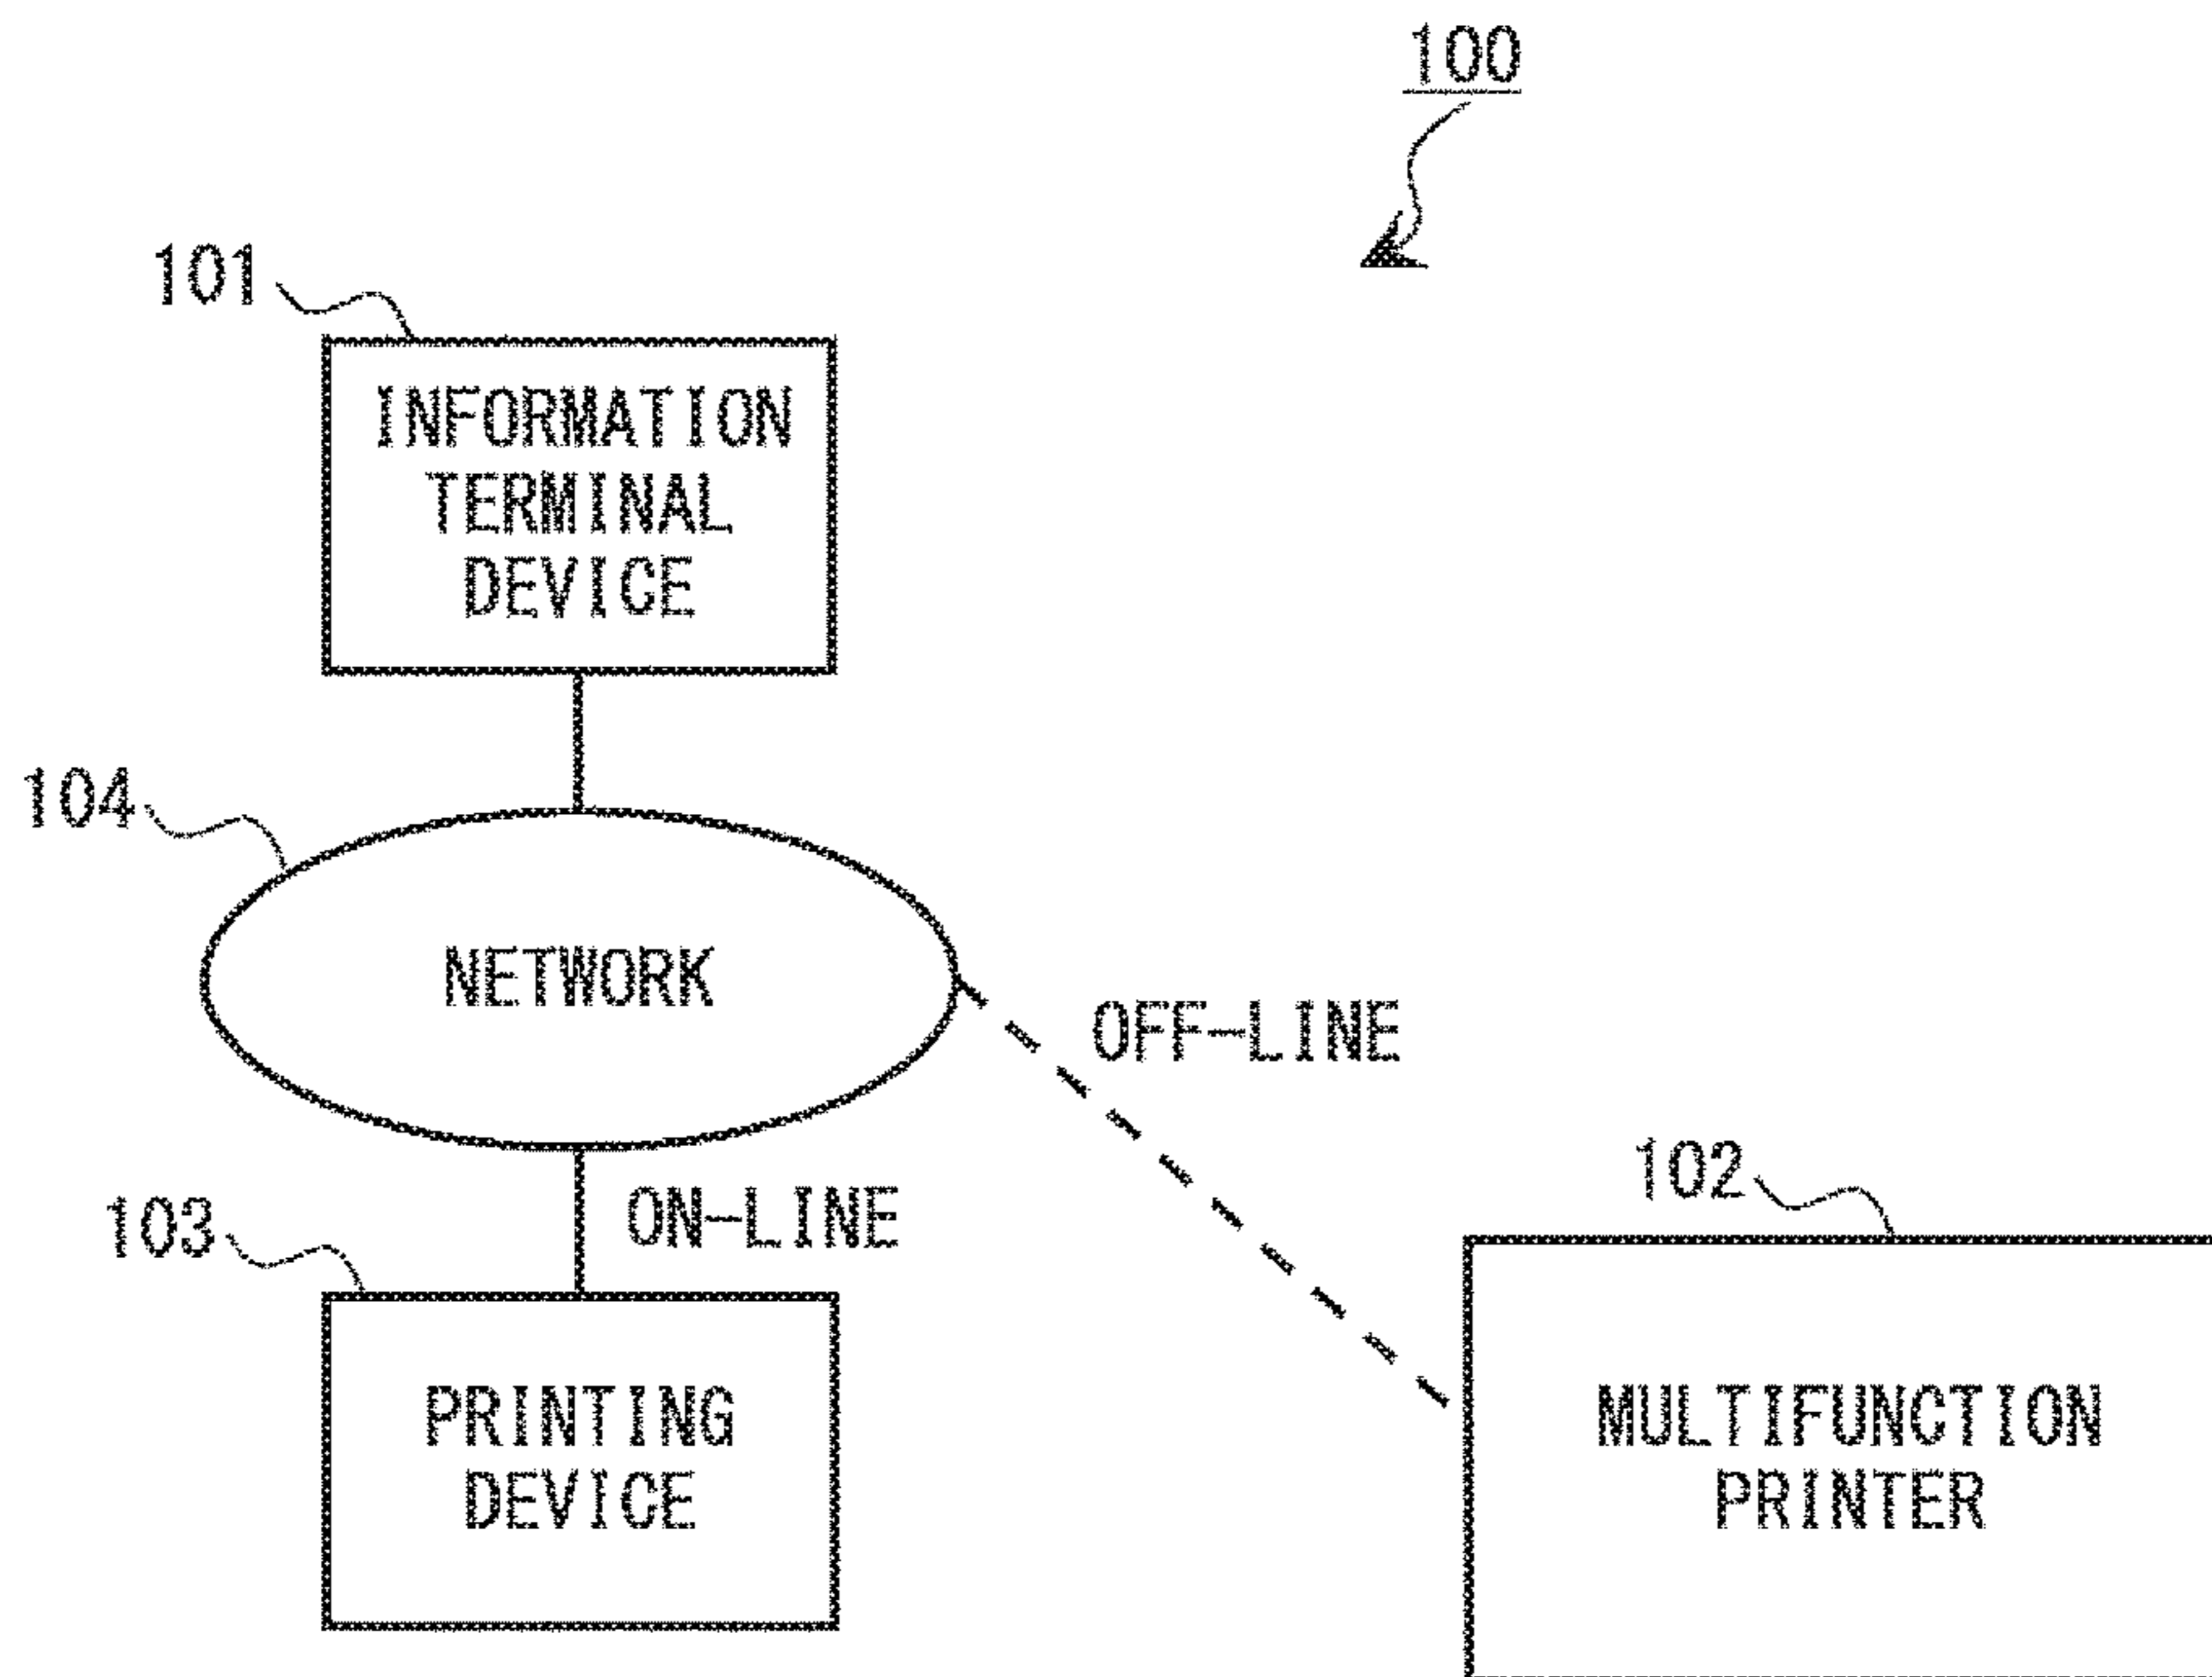 100
101
INFORMATION
TERMINAL
DEVICE
104
NETWORK
OFF-LINE
102
103
ON-LINE
PRINTING
DEVICE
MULTIFUNCTION
PRINTER